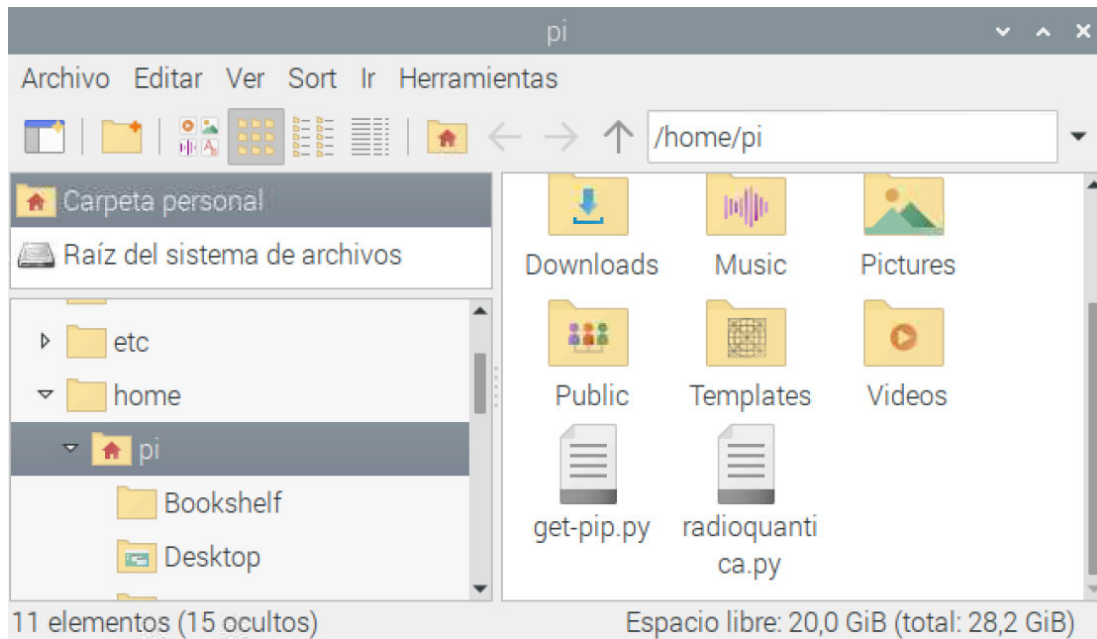 pi
Archivo Editar Ver Sort Ir Herramientas
/home/pi
Carpeta personal
Raíz del sistema de archivos
etc
home
pi
Bookshelf
Desktop
Downloads Music Pictures
Public Templates Videos
get-pip.py radioquanti
ca.py
11 elementos (15 ocultos) Espacio libre: 20,0 GiB (total: 28,2 GiB)